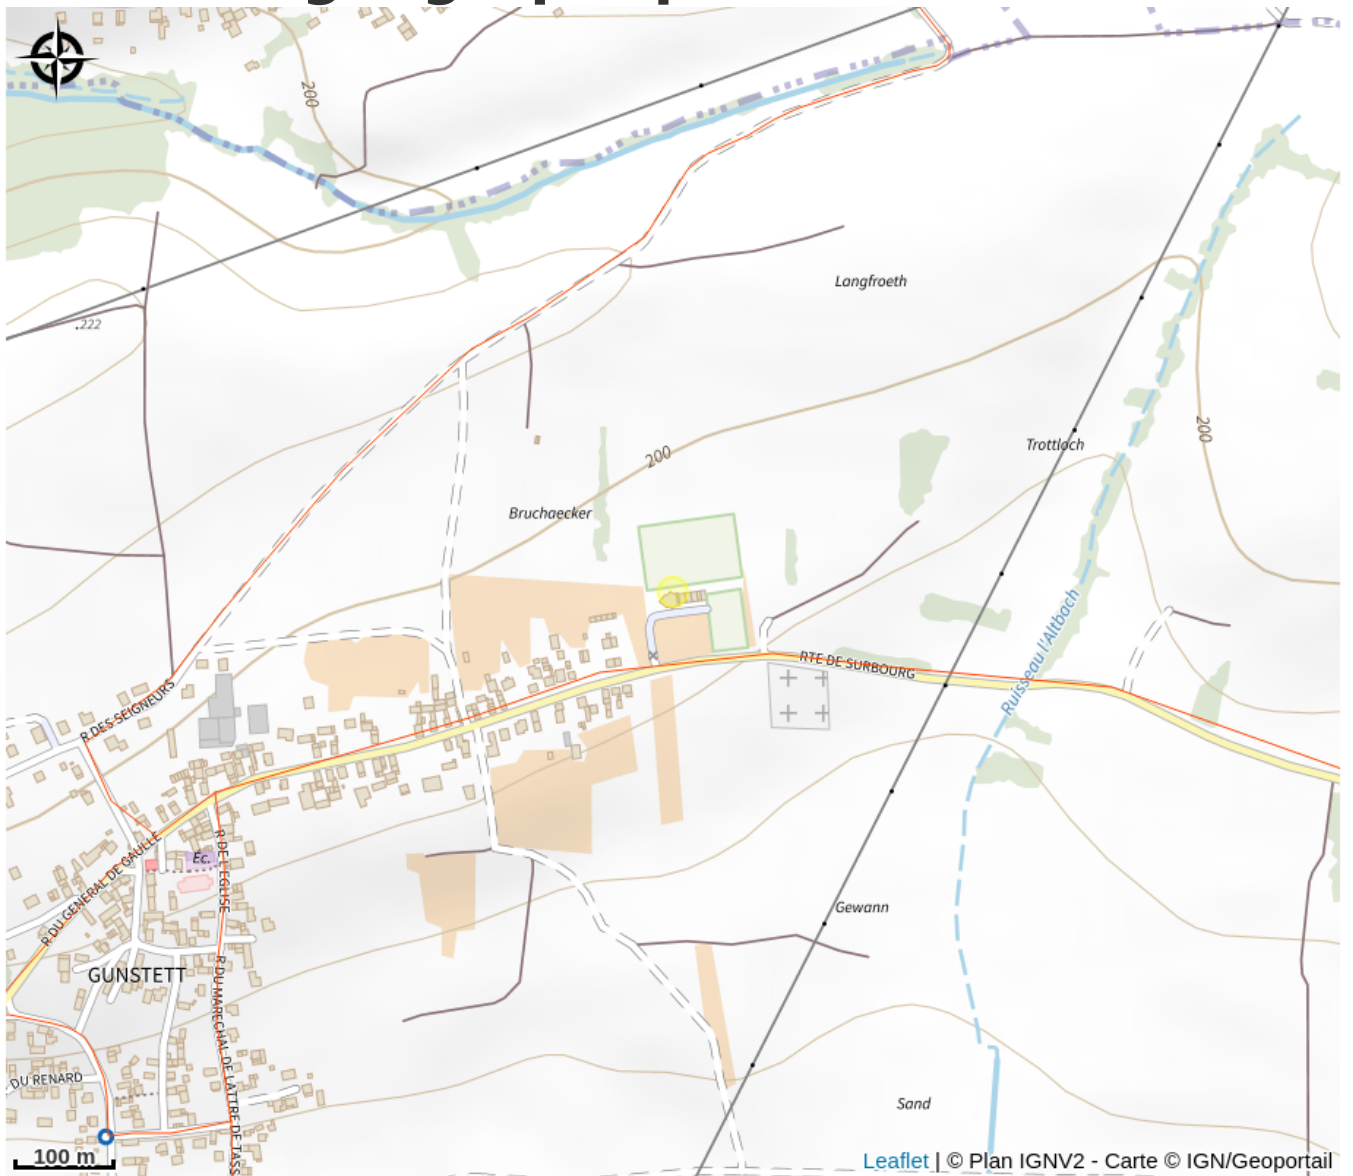 200
.222
Langfroeth
Trottloch
200
200
Bruchaecker
Ruisseau l'Altbach
RTE DE SURBOURG
R DES SEIGNEURS
R DU GENERAL DE GAULLE
Éc.
R DE L'EGLISE
GUNSTETT
R DU MARECHAL DE LATTRE DE TASS
Gewann
DU RENARD
Sand
100 m
Leaflet | © Plan IGNV2 - Carte © IGN/Geoportail